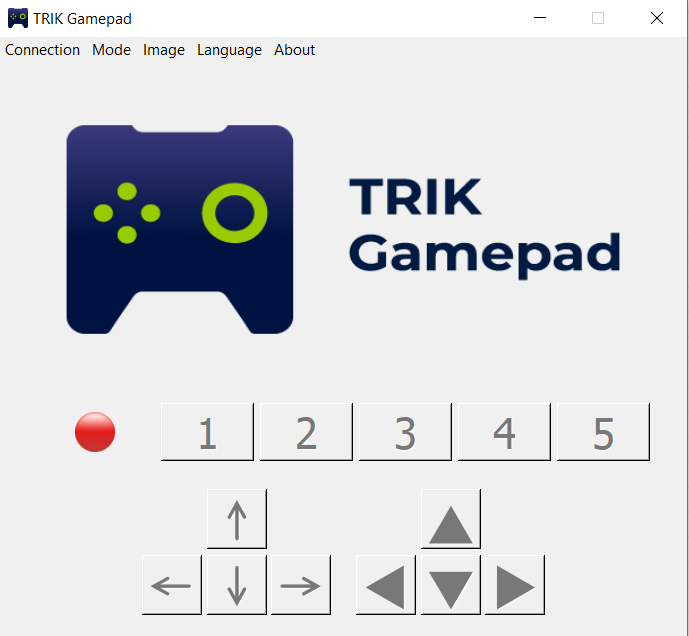 TRIK Gamepad
Connection Mode Image Language About
TRIK
Gamepad
1 2 3 4 5